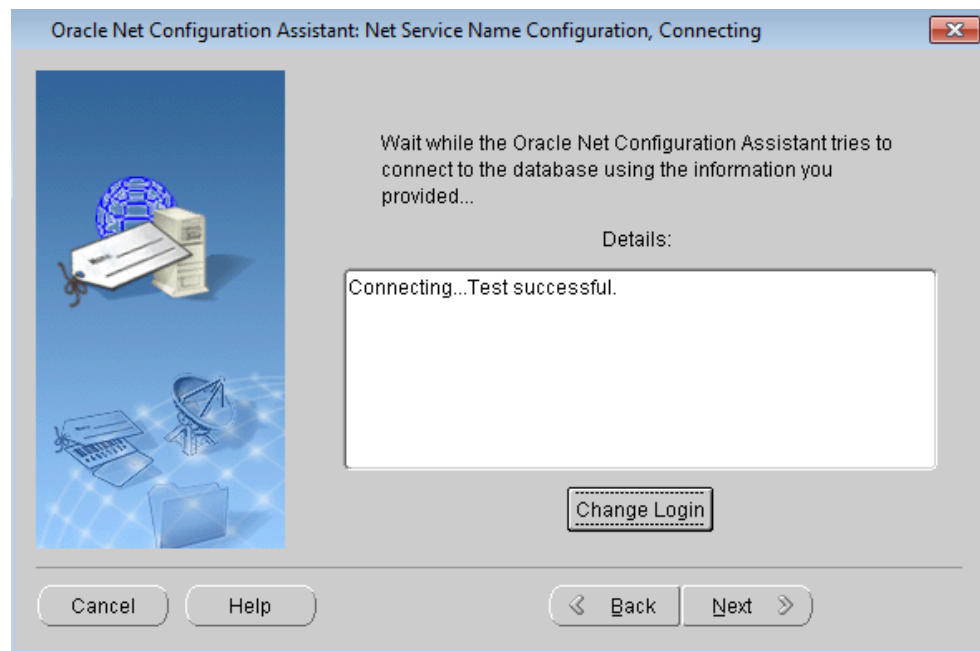 Oracle Net Configuration Assistant: Net Service Name Configuration, Connecting
Wait while the Oracle Net Configuration Assistant tries to
connect to the database using the information you
provided...
Details:
Connecting...Test successful.
Change Login
Cancel
Help
Back
Next